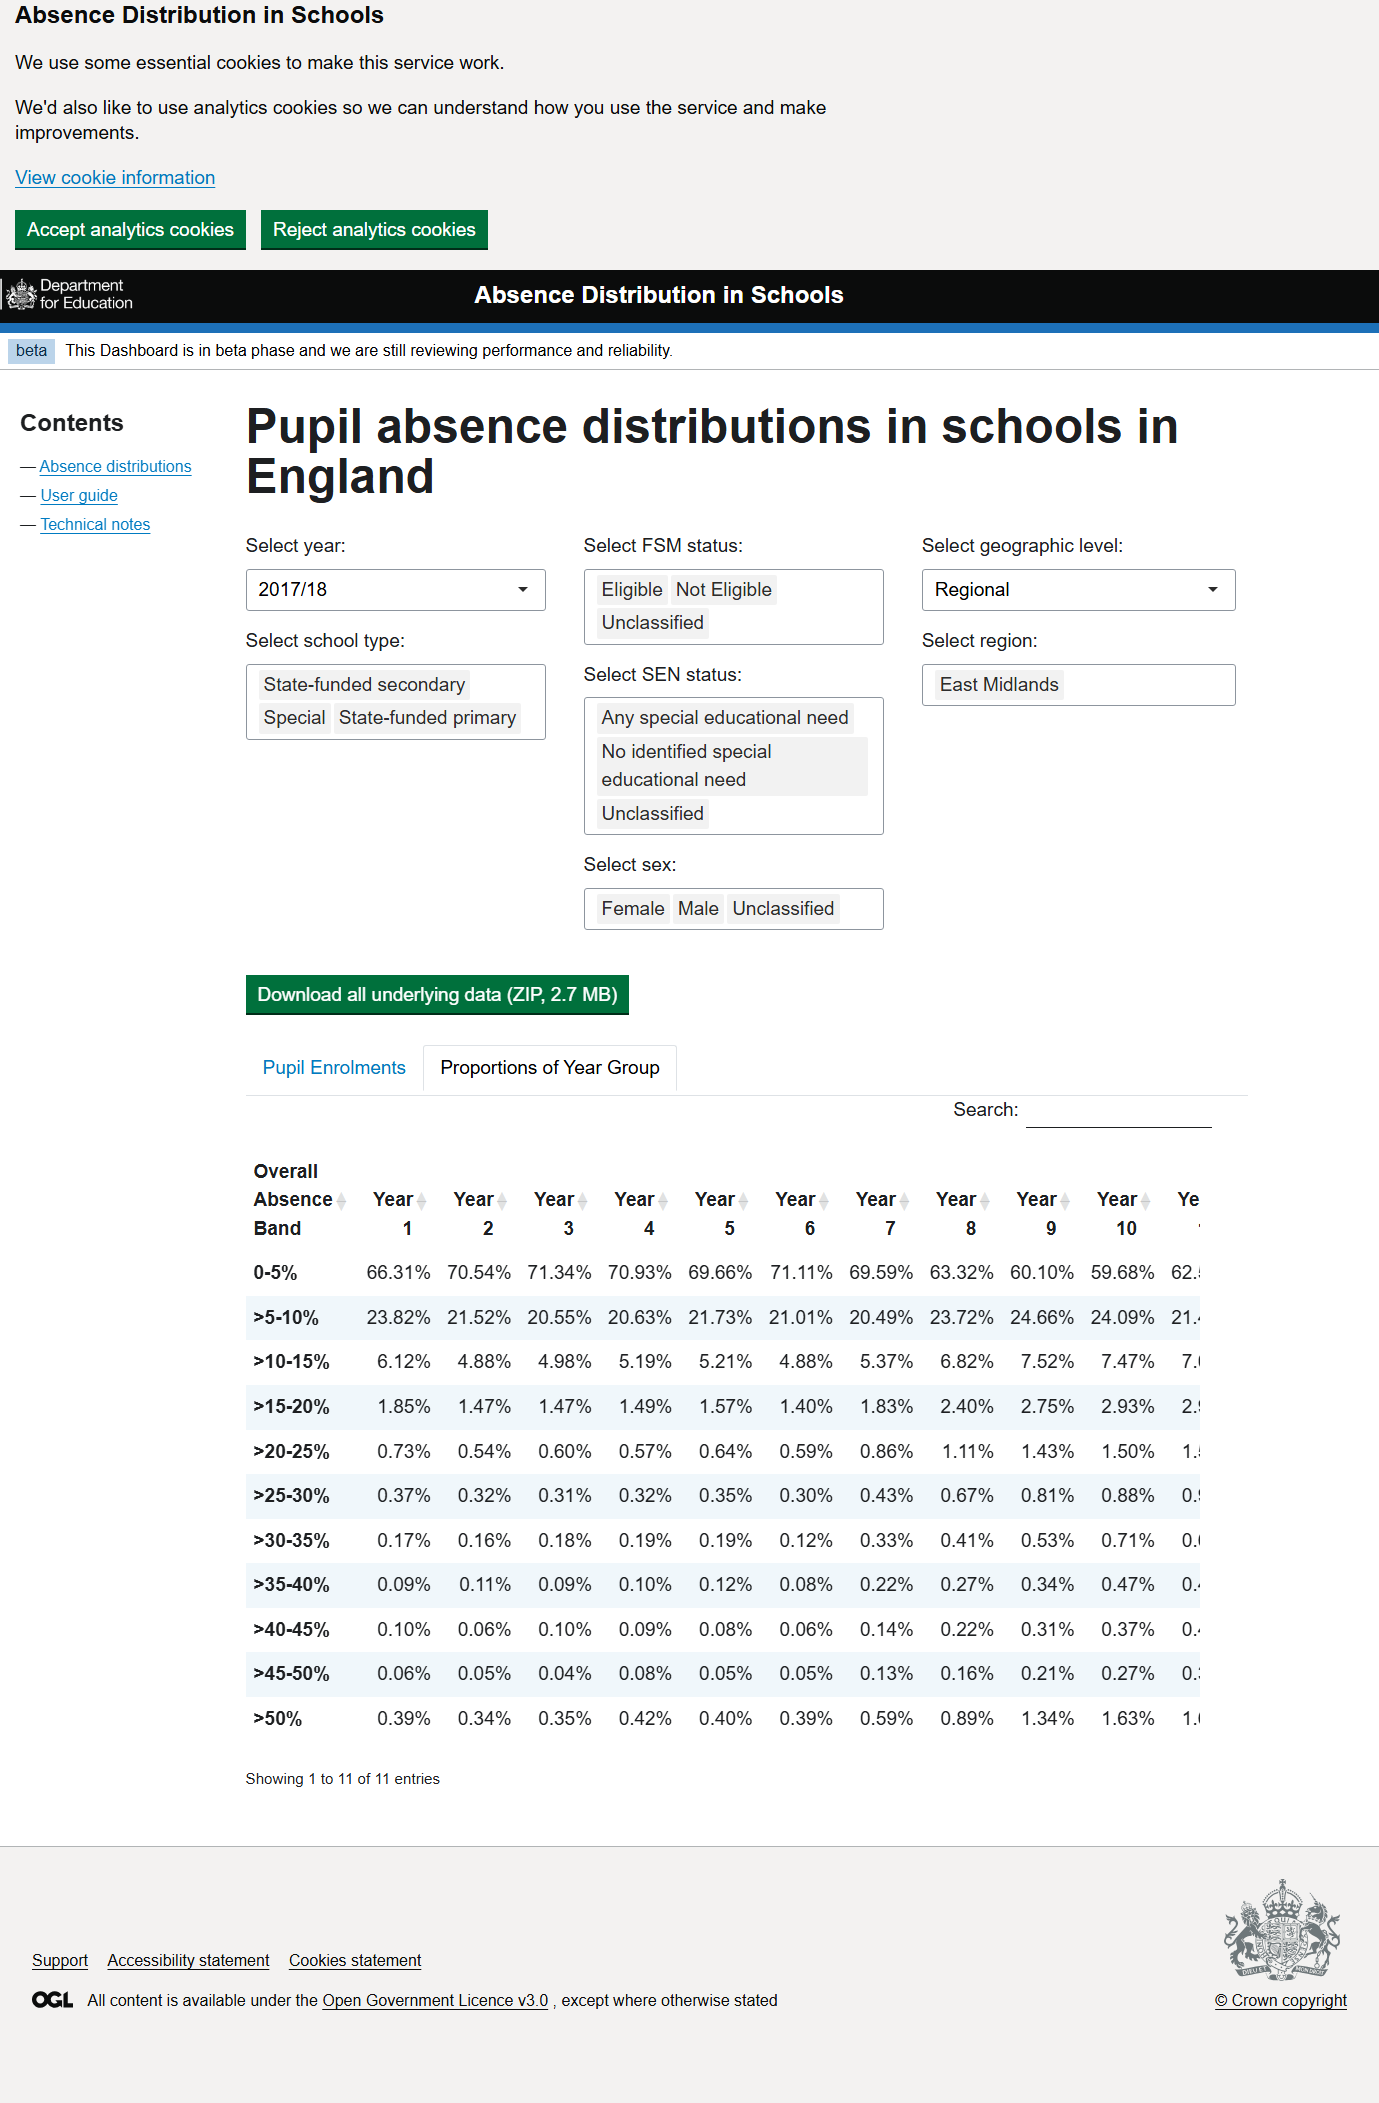 Absence Distribution in Schools
We use some essential cookies to make this service work.
We'd also like to use analytics cookies so we can understand how you use the service and make
improvements.
View cookie information
Accept analytics cookies Reject analytics cookies
Department
for Education
Absence Distribution in Schools
beta This Dashboard is in beta phase and we are still reviewing performance and reliability.
Contents
— Absence distributions
— User guide
— Technical notes
Pupil absence distributions in schools in
England
Select year:
2017/18
Select school type:
State-funded secondary
Special State-funded primary
Select FSM status:
Eligible Not Eligible
Unclassified
Select SEN status:
Any special educational need
No identified special
educational need
Unclassified
Select sex:
Female Male Unclassified
Select geographic level:
Regional
Select region:
East Midlands
Download all underlying data (ZIP, 2.7 MB)
Pupil Enrolments Proportions of Year Group
Search:
Overall
Absence Year Year Year Year Year Year Year Year Year Year Ye
Band 1 2 3 4 5 6 7 8 9 10
0-5% 66.31% 70.54% 71.34% 70.93% 69.66% 71.11% 69.59% 63.32% 60.10% 59.68% 62.
>5-10% 23.82% 21.52% 20.55% 20.63% 21.73% 21.01% 20.49% 23.72% 24.66% 24.09% 21.
>10-15% 6.12% 4.88% 4.98% 5.19% 5.21% 4.88% 5.37% 6.82% 7.52% 7.47% 7.
>15-20% 1.85% 1.47% 1.47% 1.49% 1.57% 1.40% 1.83% 2.40% 2.75% 2.93% 2.
>20-25% 0.73% 0.54% 0.60% 0.57% 0.64% 0.59% 0.86% 1.11% 1.43% 1.50% 1.
>25-30% 0.37% 0.32% 0.31% 0.32% 0.35% 0.30% 0.43% 0.67% 0.81% 0.88% 0.
>30-35% 0.17% 0.16% 0.18% 0.19% 0.19% 0.12% 0.33% 0.41% 0.53% 0.71% 0.
>35-40% 0.09% 0.11% 0.09% 0.10% 0.12% 0.08% 0.22% 0.27% 0.34% 0.47% 0.
>40-45% 0.10% 0.06% 0.10% 0.09% 0.08% 0.06% 0.14% 0.22% 0.31% 0.37% 0.
>45-50% 0.06% 0.05% 0.04% 0.08% 0.05% 0.05% 0.13% 0.16% 0.21% 0.27% 0.
>50% 0.39% 0.34% 0.35% 0.42% 0.40% 0.39% 0.59% 0.89% 1.34% 1.63% 1.
Showing 1 to 11 of 11 entries
Support Accessibility statement Cookies statement
OGL All content is available under the Open Government Licence v3.0 , except where otherwise stated
© Crown copyright